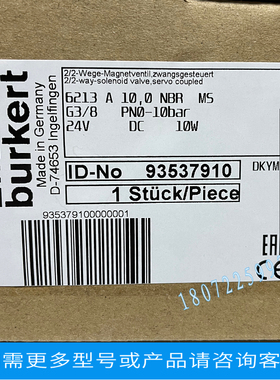 burkert
Made in Germany
D-74653 Ingelfingen
2/2-Wege-Magnetventil,zwangsgesteuert
2/2-way-solenoid valve, servo coupled
6213 A 10,0 NBR MS
G3/8 PN0-10bar
24V DC 10W
ID-No 93537910
1 Stück/Piece
935379100000001
DKYM
CE
需更多型号或产品请咨询客